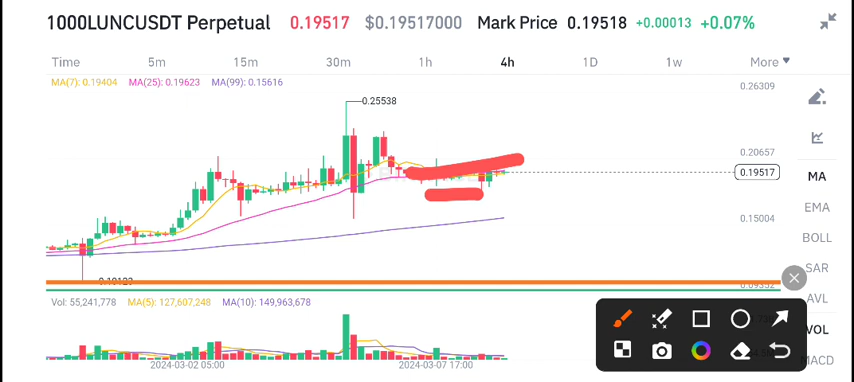 1000LUNCUSDT Perpetual 0.19517 $0.19517000 Mark Price 0.19518 +0.00013 +0.07%
Time 5m 15m 30m 1h 4h 1D 1w More
MA(7): 0.19404 MA(25): 0.19623 MA(99): 0.15616
0.26309
0.25538
0.20657
0.19517
MA
EMA
0.15004
BOLL
SAR
AVL
Vol: 55,241,778 MA(5): 127,607,248 MA(10): 149,963,678
VOL
MACD
2024-03-02 05:00 2024-03-07 17:00